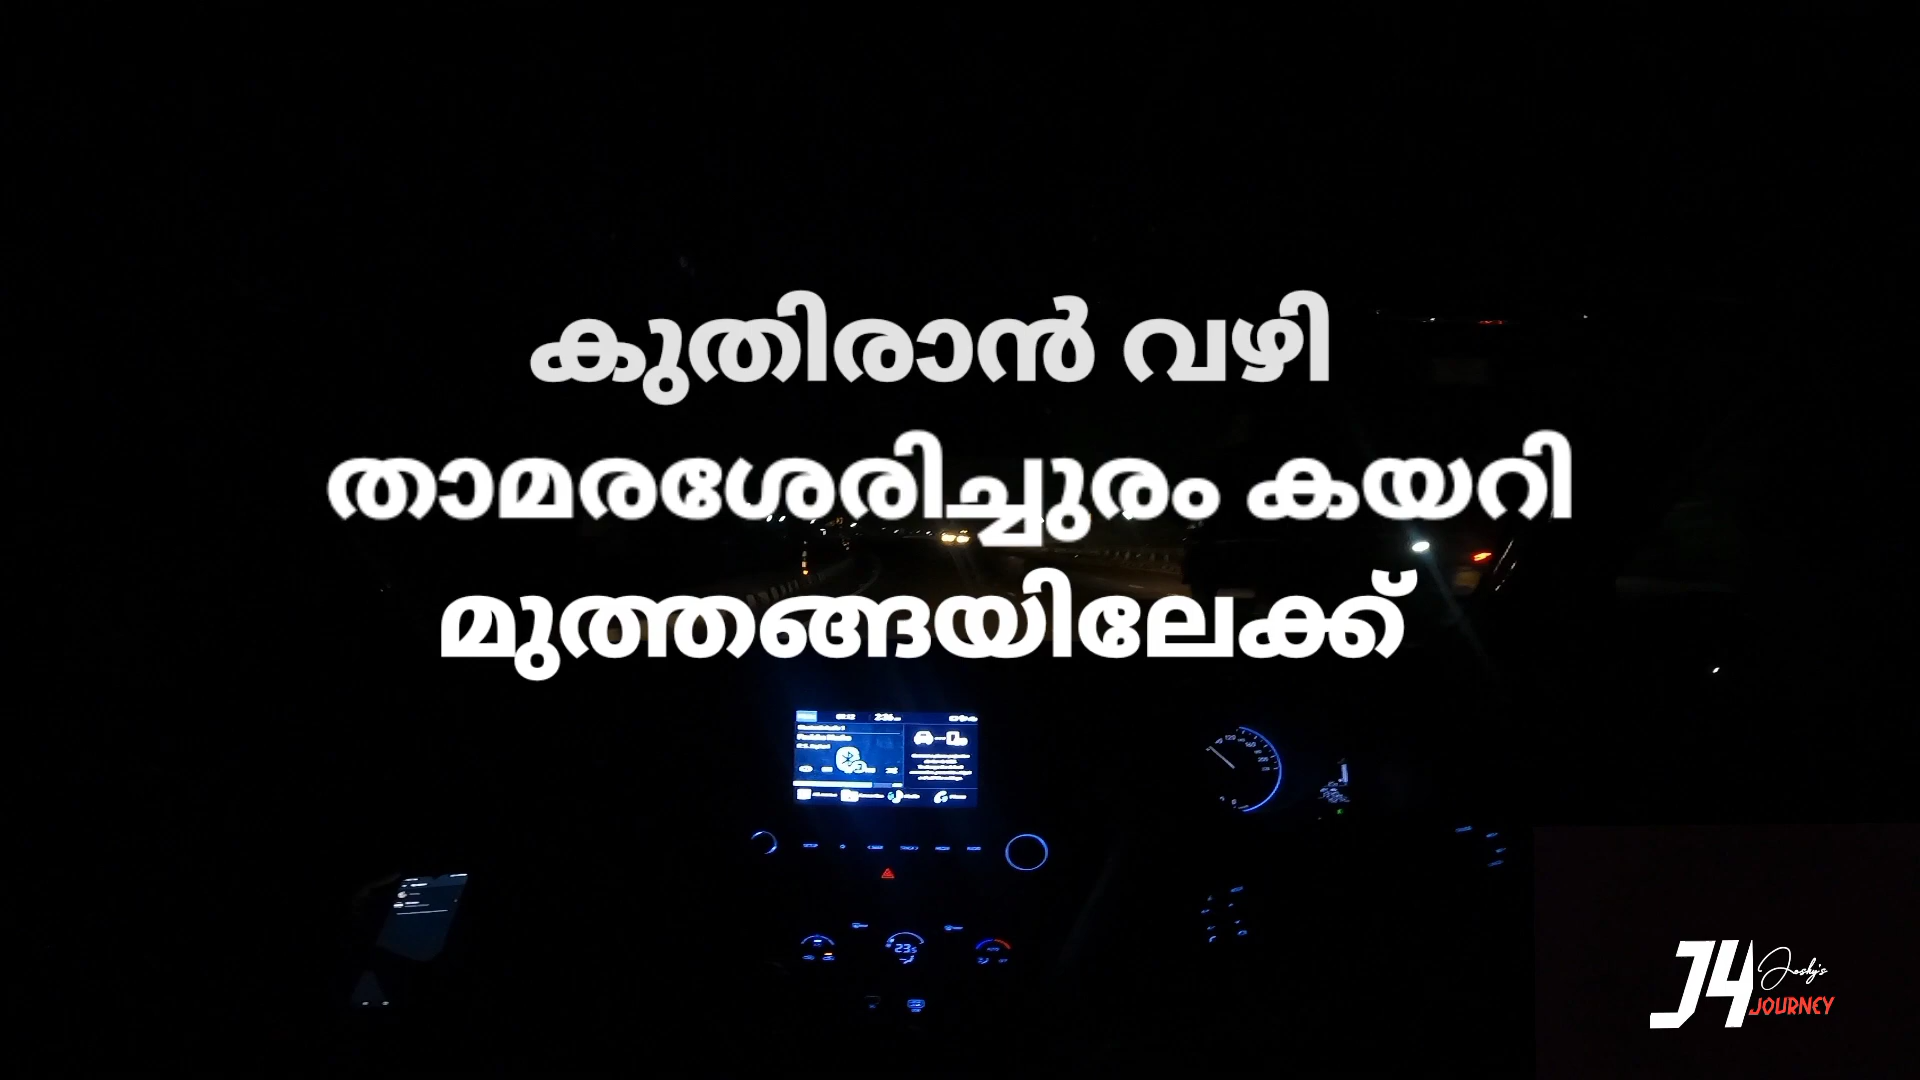 കുതിരാൻ വഴി
താമരശേരിച്ചുരം കയറി
മുത്തങ്ങയിലേക്ക്
J4 Joshy's
JOURNEY